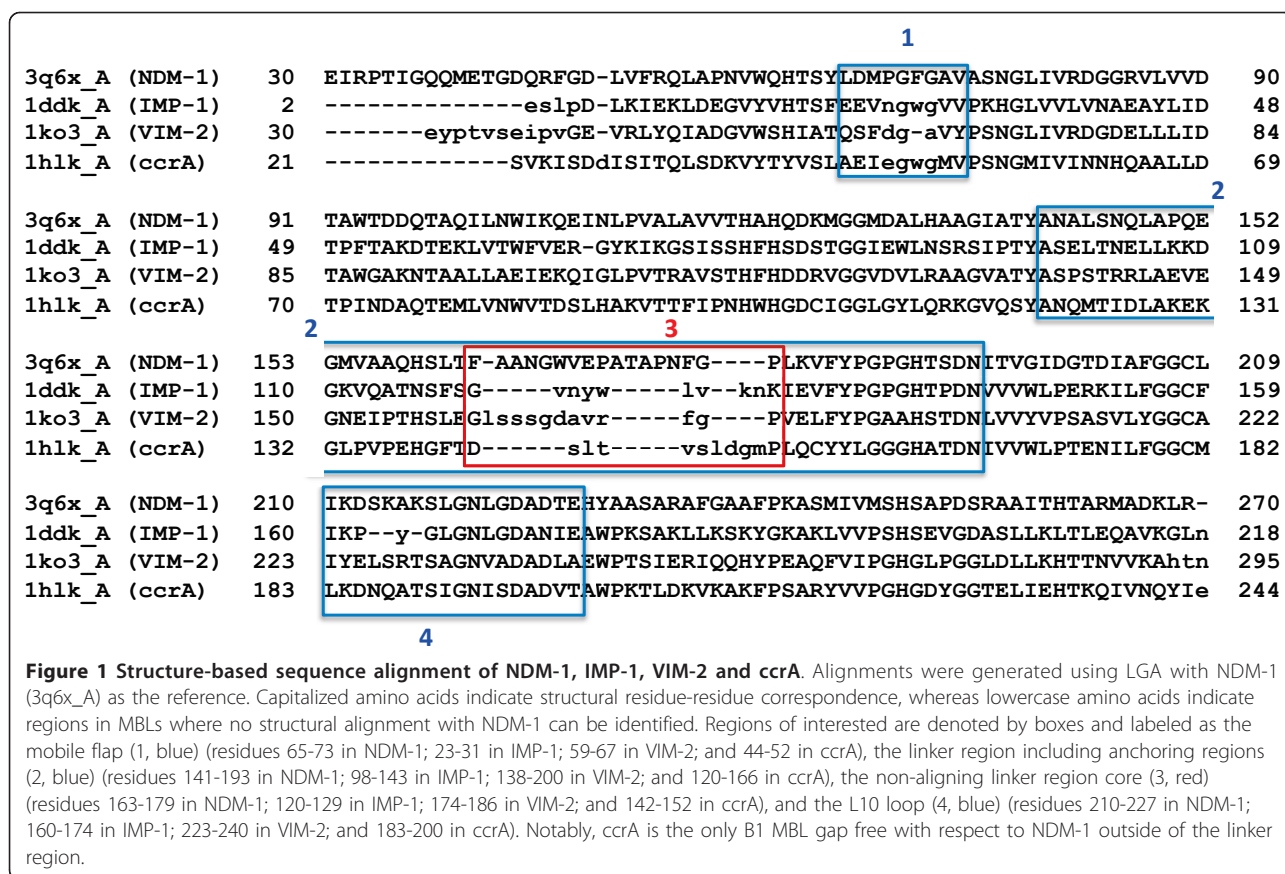 1
3q6x_A (NDM-1) 30 EIRPTIGQQMETGDQRFGD-LVFRQLAPNVWQHTSYLDMPGFGAVASNGLIVRDGGRVLVVD 90
1ddk_A (IMP-1) 2 --------------eslpD-LKIEKLDEGVYVHTSFEEVngwgVVPKHGLVVLVNAEAYLID 48
1ko3_A (VIM-2) 30 -------eyptvseipvGE-VRLYQIADGVWSHIATQSFdg-aVYPSNGLIVRDGDELLLID 84
1hlk_A (ccrA) 21 -------------SVKISDdISITQLSDKVYTYVSLAEIegwgMVPSNGMIVINNHQAALLD 69
2
3q6x_A (NDM-1) 91 TAWTDDQTAQILNWIKQEINLPVALAVVTHAHQDKMGGMDALHAAGIATYANALSNQLAPQE 152
1ddk_A (IMP-1) 49 TPFTAKDTEKLVTWFVER-GYKIKGSISSHFHSDSTGGIEWLNSRSIPTYASELTNELLKKD 109
1ko3_A (VIM-2) 85 TAWGAKNTAALLAEIEKQIGLPVTRAVSTHFHDDRVGGVDVLRAAGVATYASPSTRRLAEVE 149
1hlk_A (ccrA) 70 TPINDAQTEMLVNWVTDSLHAKVTTFIPNHWHGDCIGGLGYLQRKGVQSYANQMTIDLAKEK 131
2 3
3q6x_A (NDM-1) 153 GMVAAQHSLTF-AANGWVEPATAPNFG----PLKVFYPGPGHTSDNITVGIDGTDIAFGGCL 209
1ddk_A (IMP-1) 110 GKVQATNSFSG-----vnyw-----lv--knKIEVFYPGPGHTPDNVVVWLPERKILFGGCF 159
1ko3_A (VIM-2) 150 GNEIPTHSLEGlsssgdavr-----fg----PVELFYPGAAHSTDNLVVYVPSASVLYGGCA 222
1hlk_A (ccrA) 132 GLPVPEHGFTD------slt-----vsldgmPLQCYYLGGGHATDNIVVWLPTENILFGGCM 182
3q6x_A (NDM-1) 210 IKDSKAKSLGNLGDADTEHYAASARAFGAAFPKASMIVMSHSAPDSRAAITHTARMADKLR- 270
1ddk_A (IMP-1) 160 IKP--y-GLGNLGDANIEAWPKSAKLLKSKYGKAKLVVPSHSEVGDASLLKLTLEQAVKGLn 218
1ko3_A (VIM-2) 223 IYELSRTSAGNVADADLAEWPTSIERIQQHYPEAQFVIPGHGLPGGLDLLKHTTNVVKAhtn 295
1hlk_A (ccrA) 183 LKDNQATSIGNISDADVTAWPKTLDKVKAKFPSARYVVPGHGDYGGTELIEHTKQIVNQYIe 244
4
Figure 1 Structure-based sequence alignment of NDM-1, IMP-1, VIM-2 and ccrA. Alignments were generated using LGA with NDM-1
(3q6x_A) as the reference. Capitalized amino acids indicate structural residue-residue correspondence, whereas lowercase amino acids indicate
regions in MBLs where no structural alignment with NDM-1 can be identified. Regions of interested are denoted by boxes and labeled as the
mobile flap (1, blue) (residues 65-73 in NDM-1; 23-31 in IMP-1; 59-67 in VIM-2; and 44-52 in ccrA), the linker region including anchoring regions
(2, blue) (residues 141-193 in NDM-1; 98-143 in IMP-1; 138-200 in VIM-2; and 120-166 in ccrA), the non-aligning linker region core (3, red)
(residues 163-179 in NDM-1; 120-129 in IMP-1; 174-186 in VIM-2; and 142-152 in ccrA), and the L10 loop (4, blue) (residues 210-227 in NDM-1;
160-174 in IMP-1; 223-240 in VIM-2; and 183-200 in ccrA). Notably, ccrA is the only B1 MBL gap free with respect to NDM-1 outside of the linker
region.